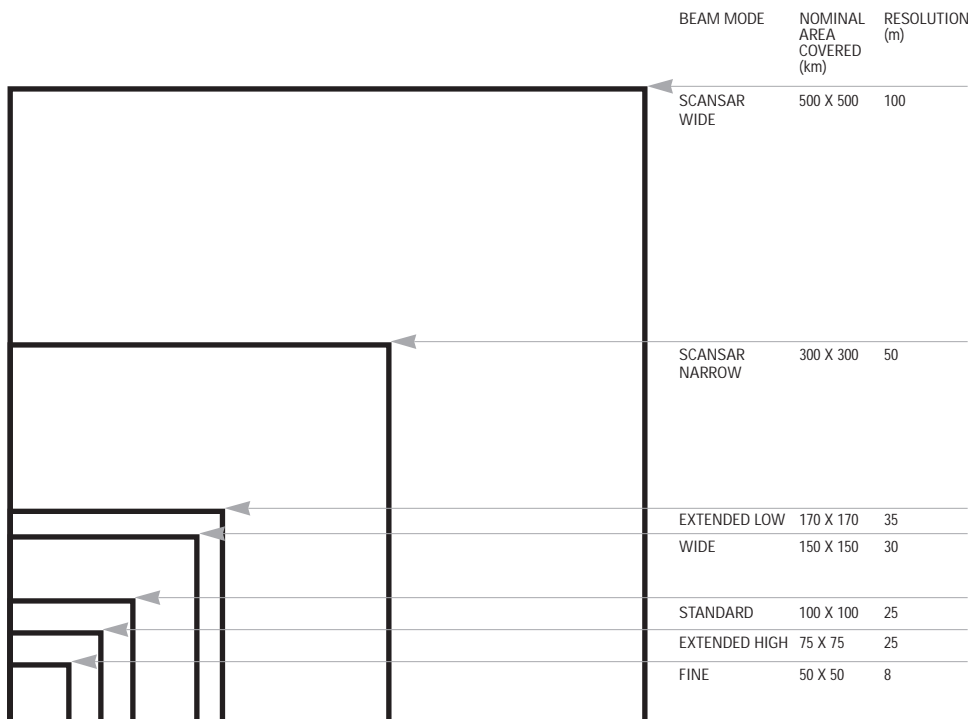 BEAM MODE NOMINAL AREA COVERED (km) RESOLUTION (m)
SCANSAR WIDE 500 X 500 100
SCANSAR NARROW 300 X 300 50
EXTENDED LOW 170 X 170 35
WIDE 150 X 150 30
STANDARD 100 X 100 25
EXTENDED HIGH 75 X 75 25
FINE 50 X 50 8